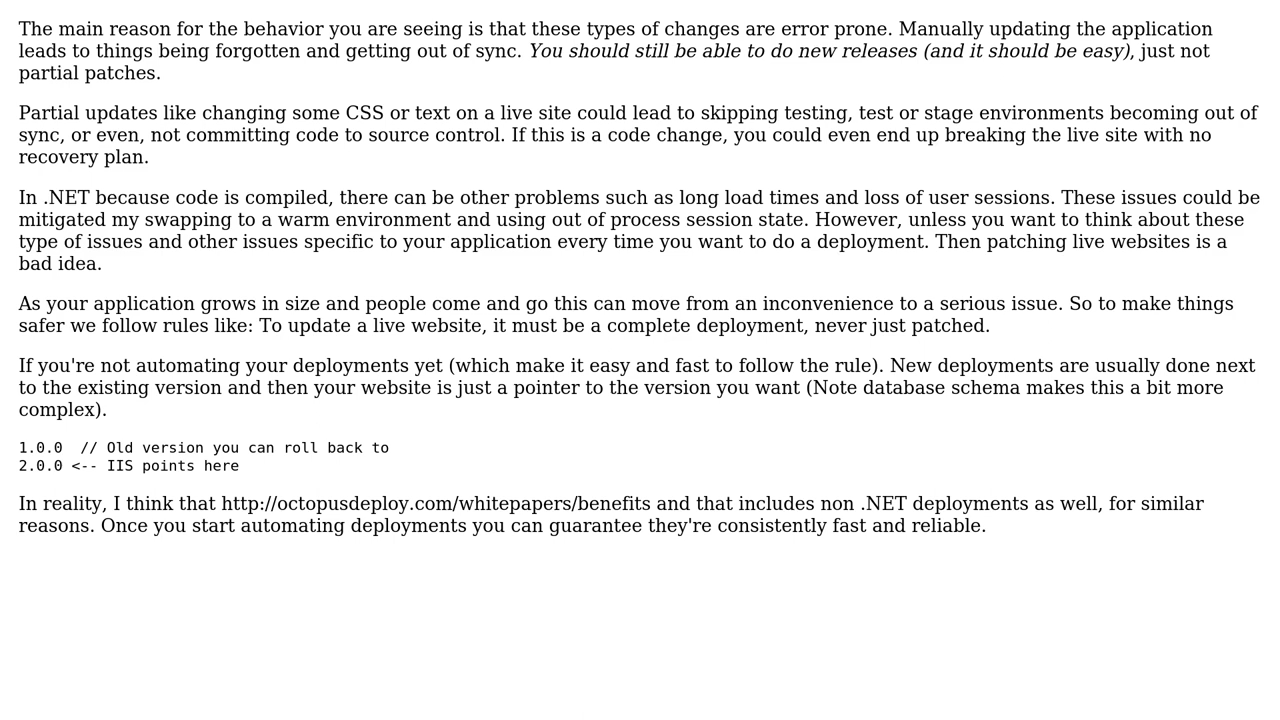 The main reason for the behavior you are seeing is that these types of changes are error prone. Manually updating the application
leads to things being forgotten and getting out of sync. You should still be able to do new releases (and it should be easy), just not
partial patches.
Partial updates like changing some CSS or text on a live site could lead to skipping testing, test or stage environments becoming out of
sync, or even, not committing code to source control. If this is a code change, you could even end up breaking the live site with no
recovery plan.
In .NET because code is compiled, there can be other problems such as long load times and loss of user sessions. These issues could be
mitigated my swapping to a warm environment and using out of process session state. However, unless you want to think about these
type of issues and other issues specific to your application every time you want to do a deployment. Then patching live websites is a
bad idea.
As your application grows in size and people come and go this can move from an inconvenience to a serious issue. So to make things
safer we follow rules like: To update a live website, it must be a complete deployment, never just patched.
If you're not automating your deployments yet (which make it easy and fast to follow the rule). New deployments are usually done next
to the existing version and then your website is just a pointer to the version you want (Note database schema makes this a bit more
complex).
1.0.0  // Old version you can roll back to
2.0.0 <-- IIS points here
In reality, I think that http://octopusdeploy.com/whitepapers/benefits and that includes non .NET deployments as well, for similar
reasons. Once you start automating deployments you can guarantee they're consistently fast and reliable.